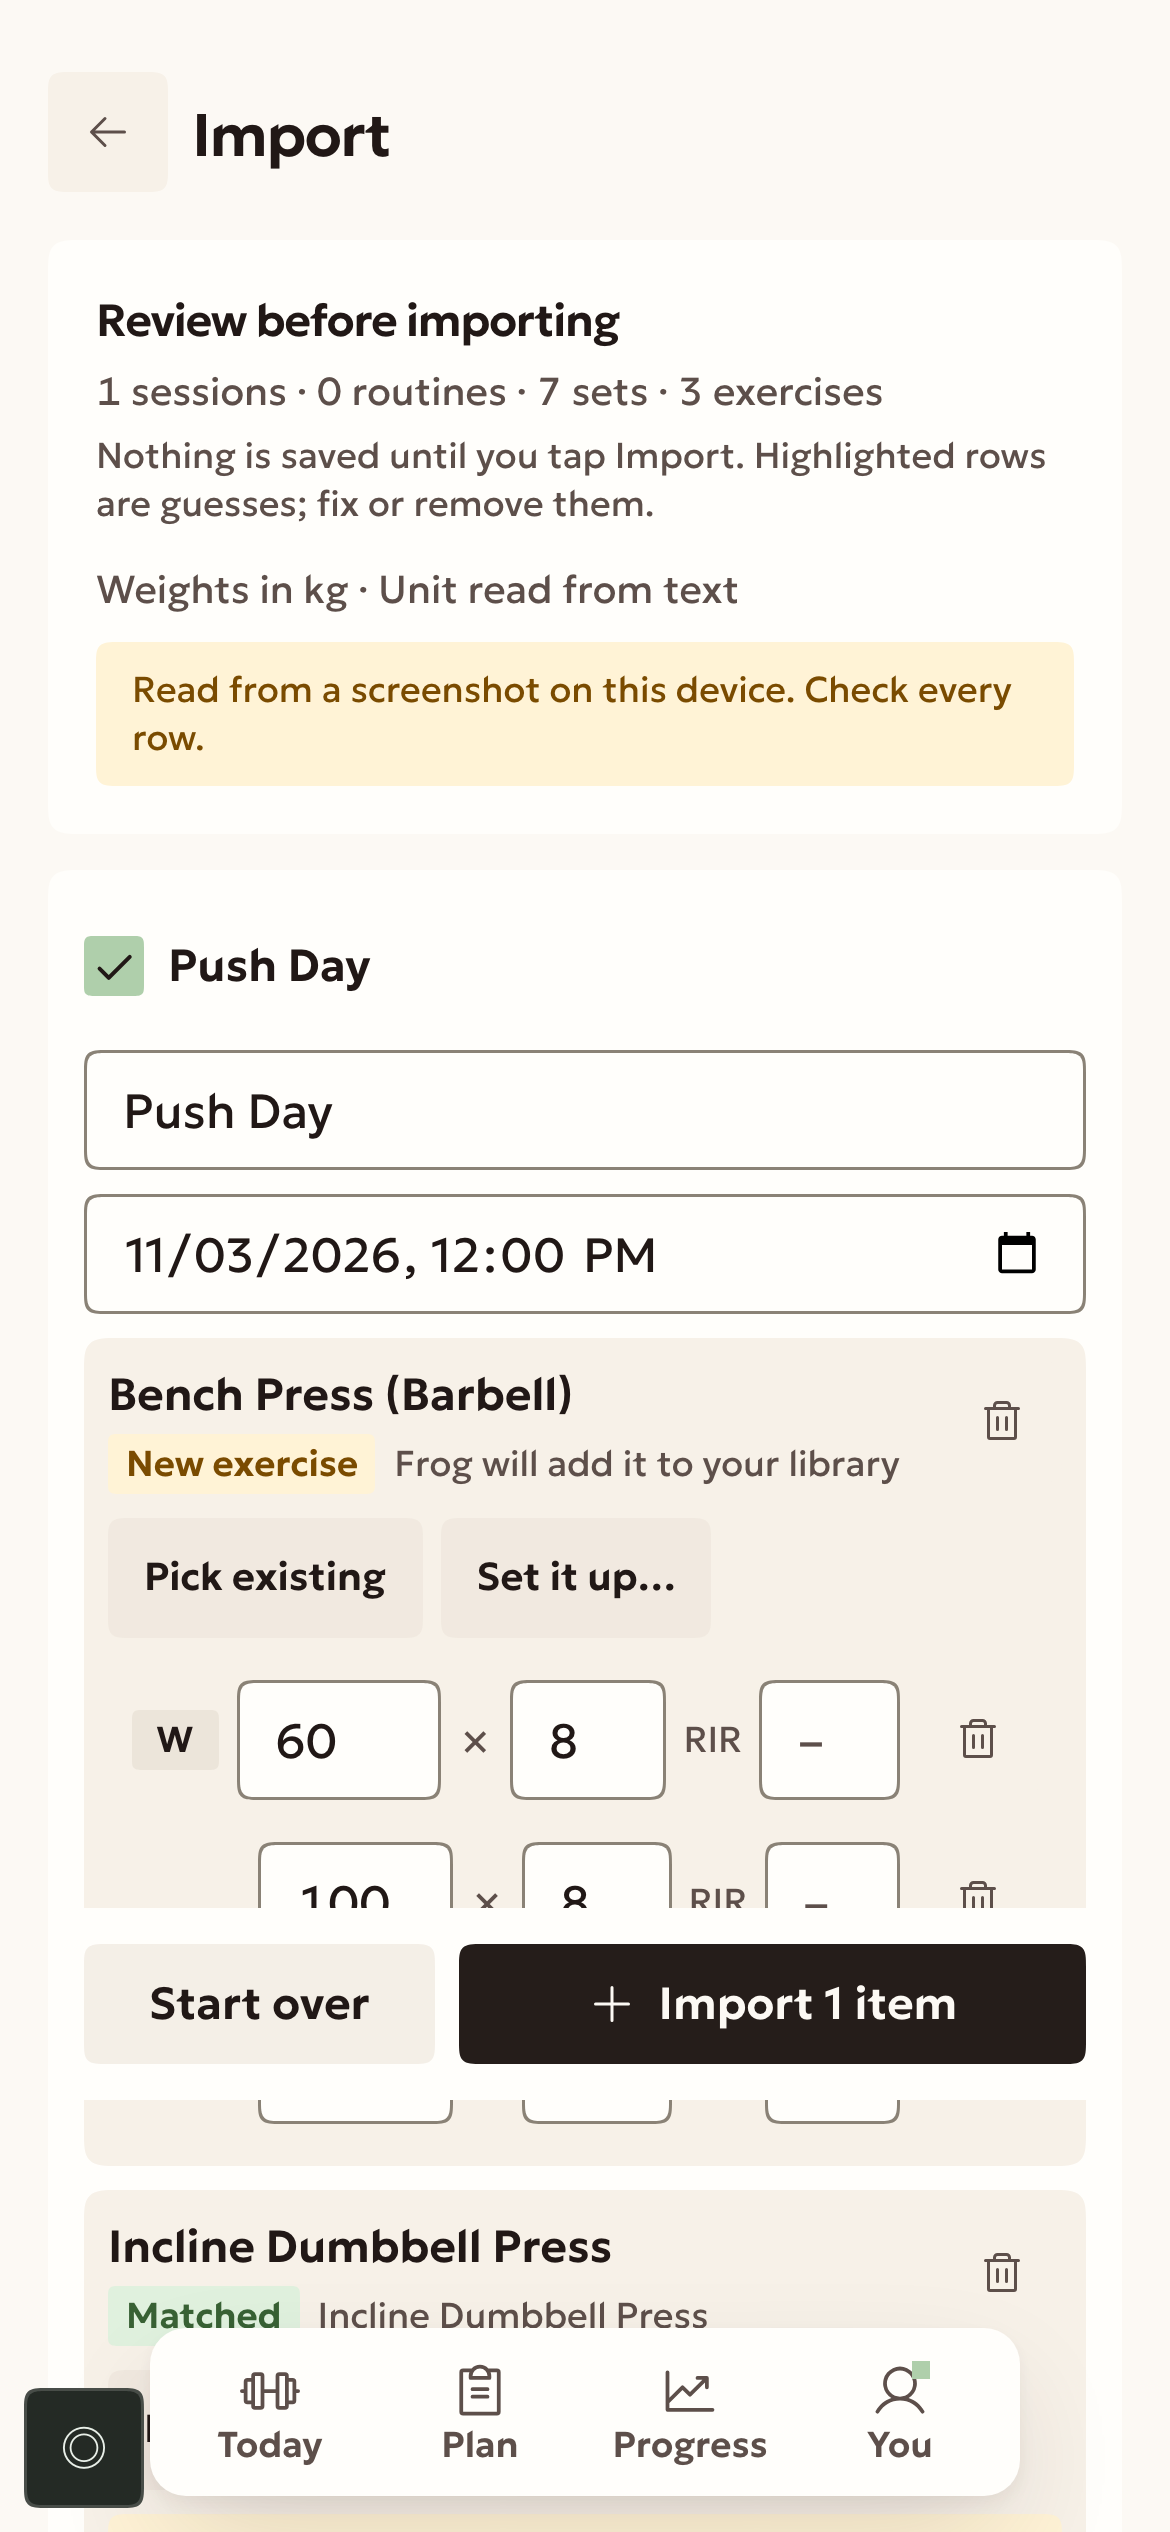 Import
Review before importing
1 sessions · 0 routines · 7 sets · 3 exercises
Nothing is saved until you tap Import. Highlighted rows
are guesses; fix or remove them.
Weights in kg · Unit read from text
Read from a screenshot on this device. Check every
row.
Push Day
Push Day
11/03/2026, 12:00 PM
Bench Press (Barbell)
New exercise Frog will add it to your library
Pick existing Set it up...
W 60 × 8 RIR –
100 × 8 RIR –
Start over + Import 1 item
Incline Dumbbell Press
Matched Incline Dumbbell Press
Today Plan Progress You